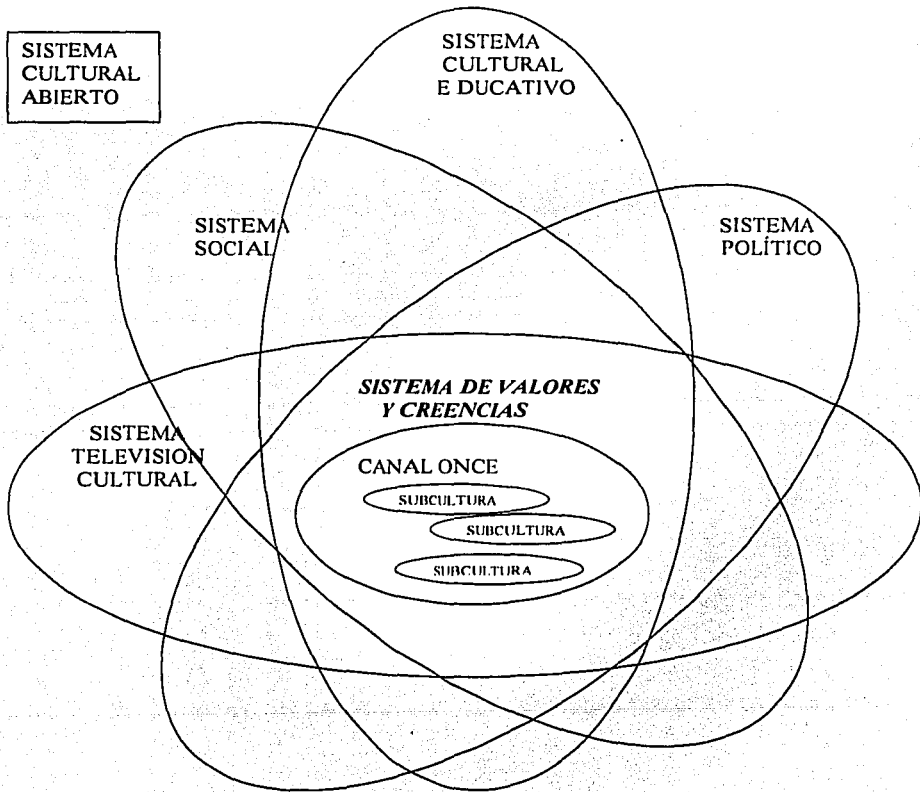 SISTEMA
CULTURAL
ABIERTO
SISTEMA
CULTURAL
E DUCATIVO
SISTEMA
SOCIAL
SISTEMA
POLÍTICO
SISTEMA DE VALORES
Y CREENCIAS
SISTEMA
TELEVISION
CULTURAL
CANAL ONCE
SUBCULTURA
SUBCULTURA
SUBCULTURA